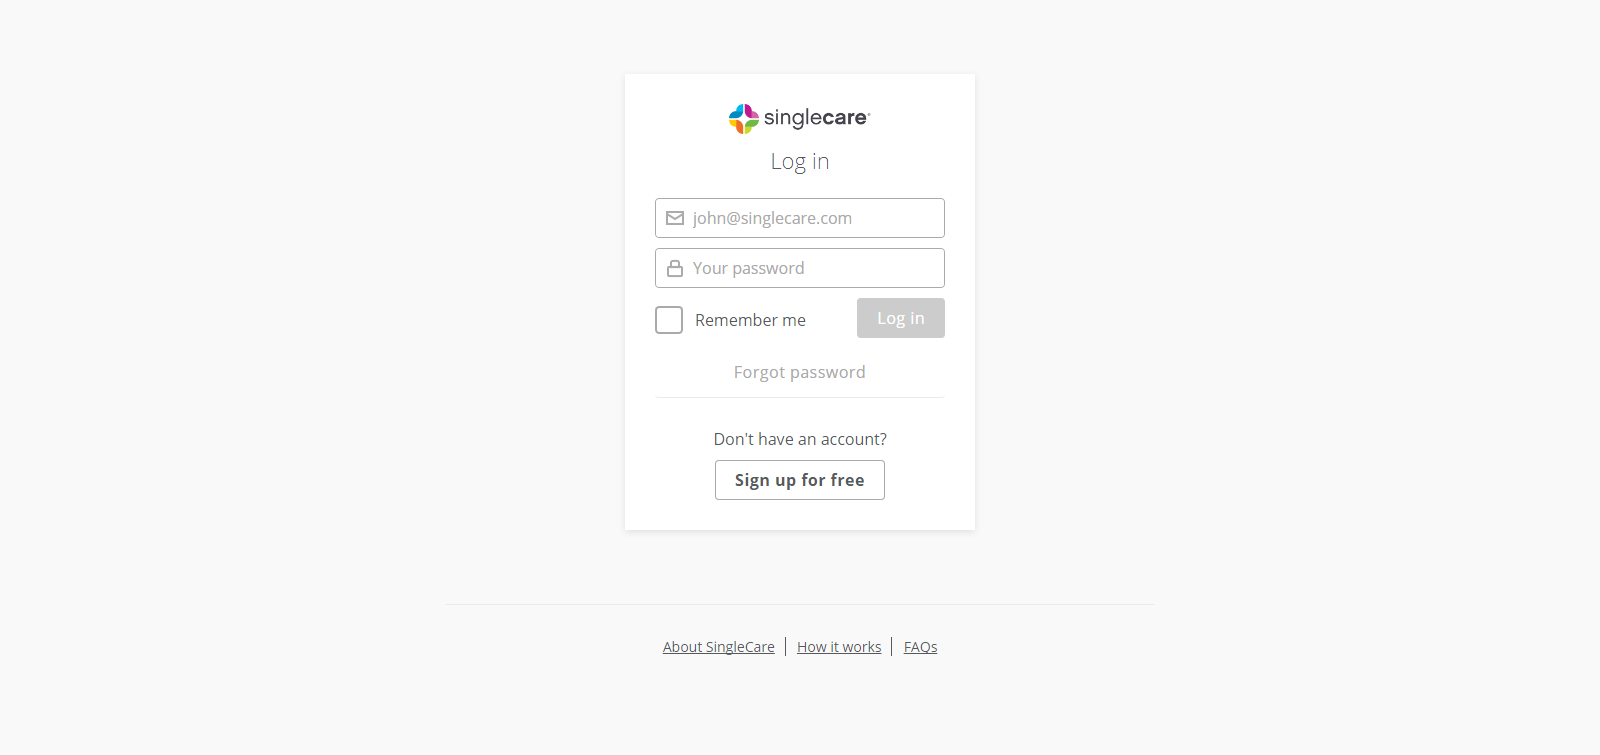 singlecare®
Log in
john@singlecare.com
Your password
Remember me
Log in
Forgot password
Don't have an account?
Sign up for free
About SingleCare
How it works
FAQs